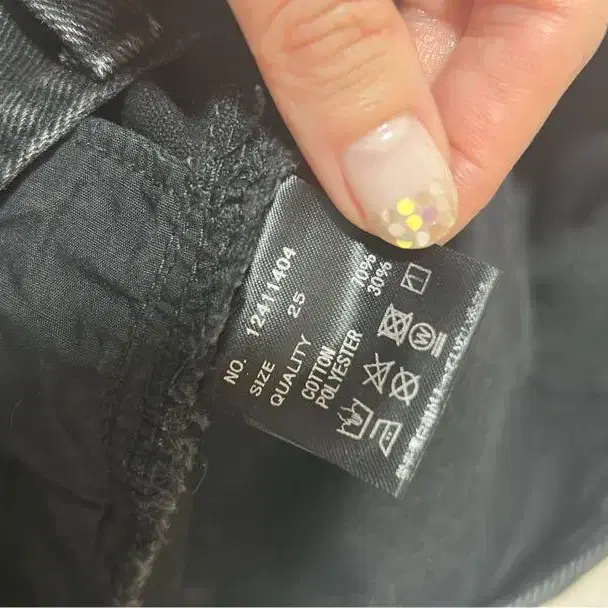 NO. 12411404
SIZE 25
QUALITY
COTTON 70%
POLYESTER 30%
W